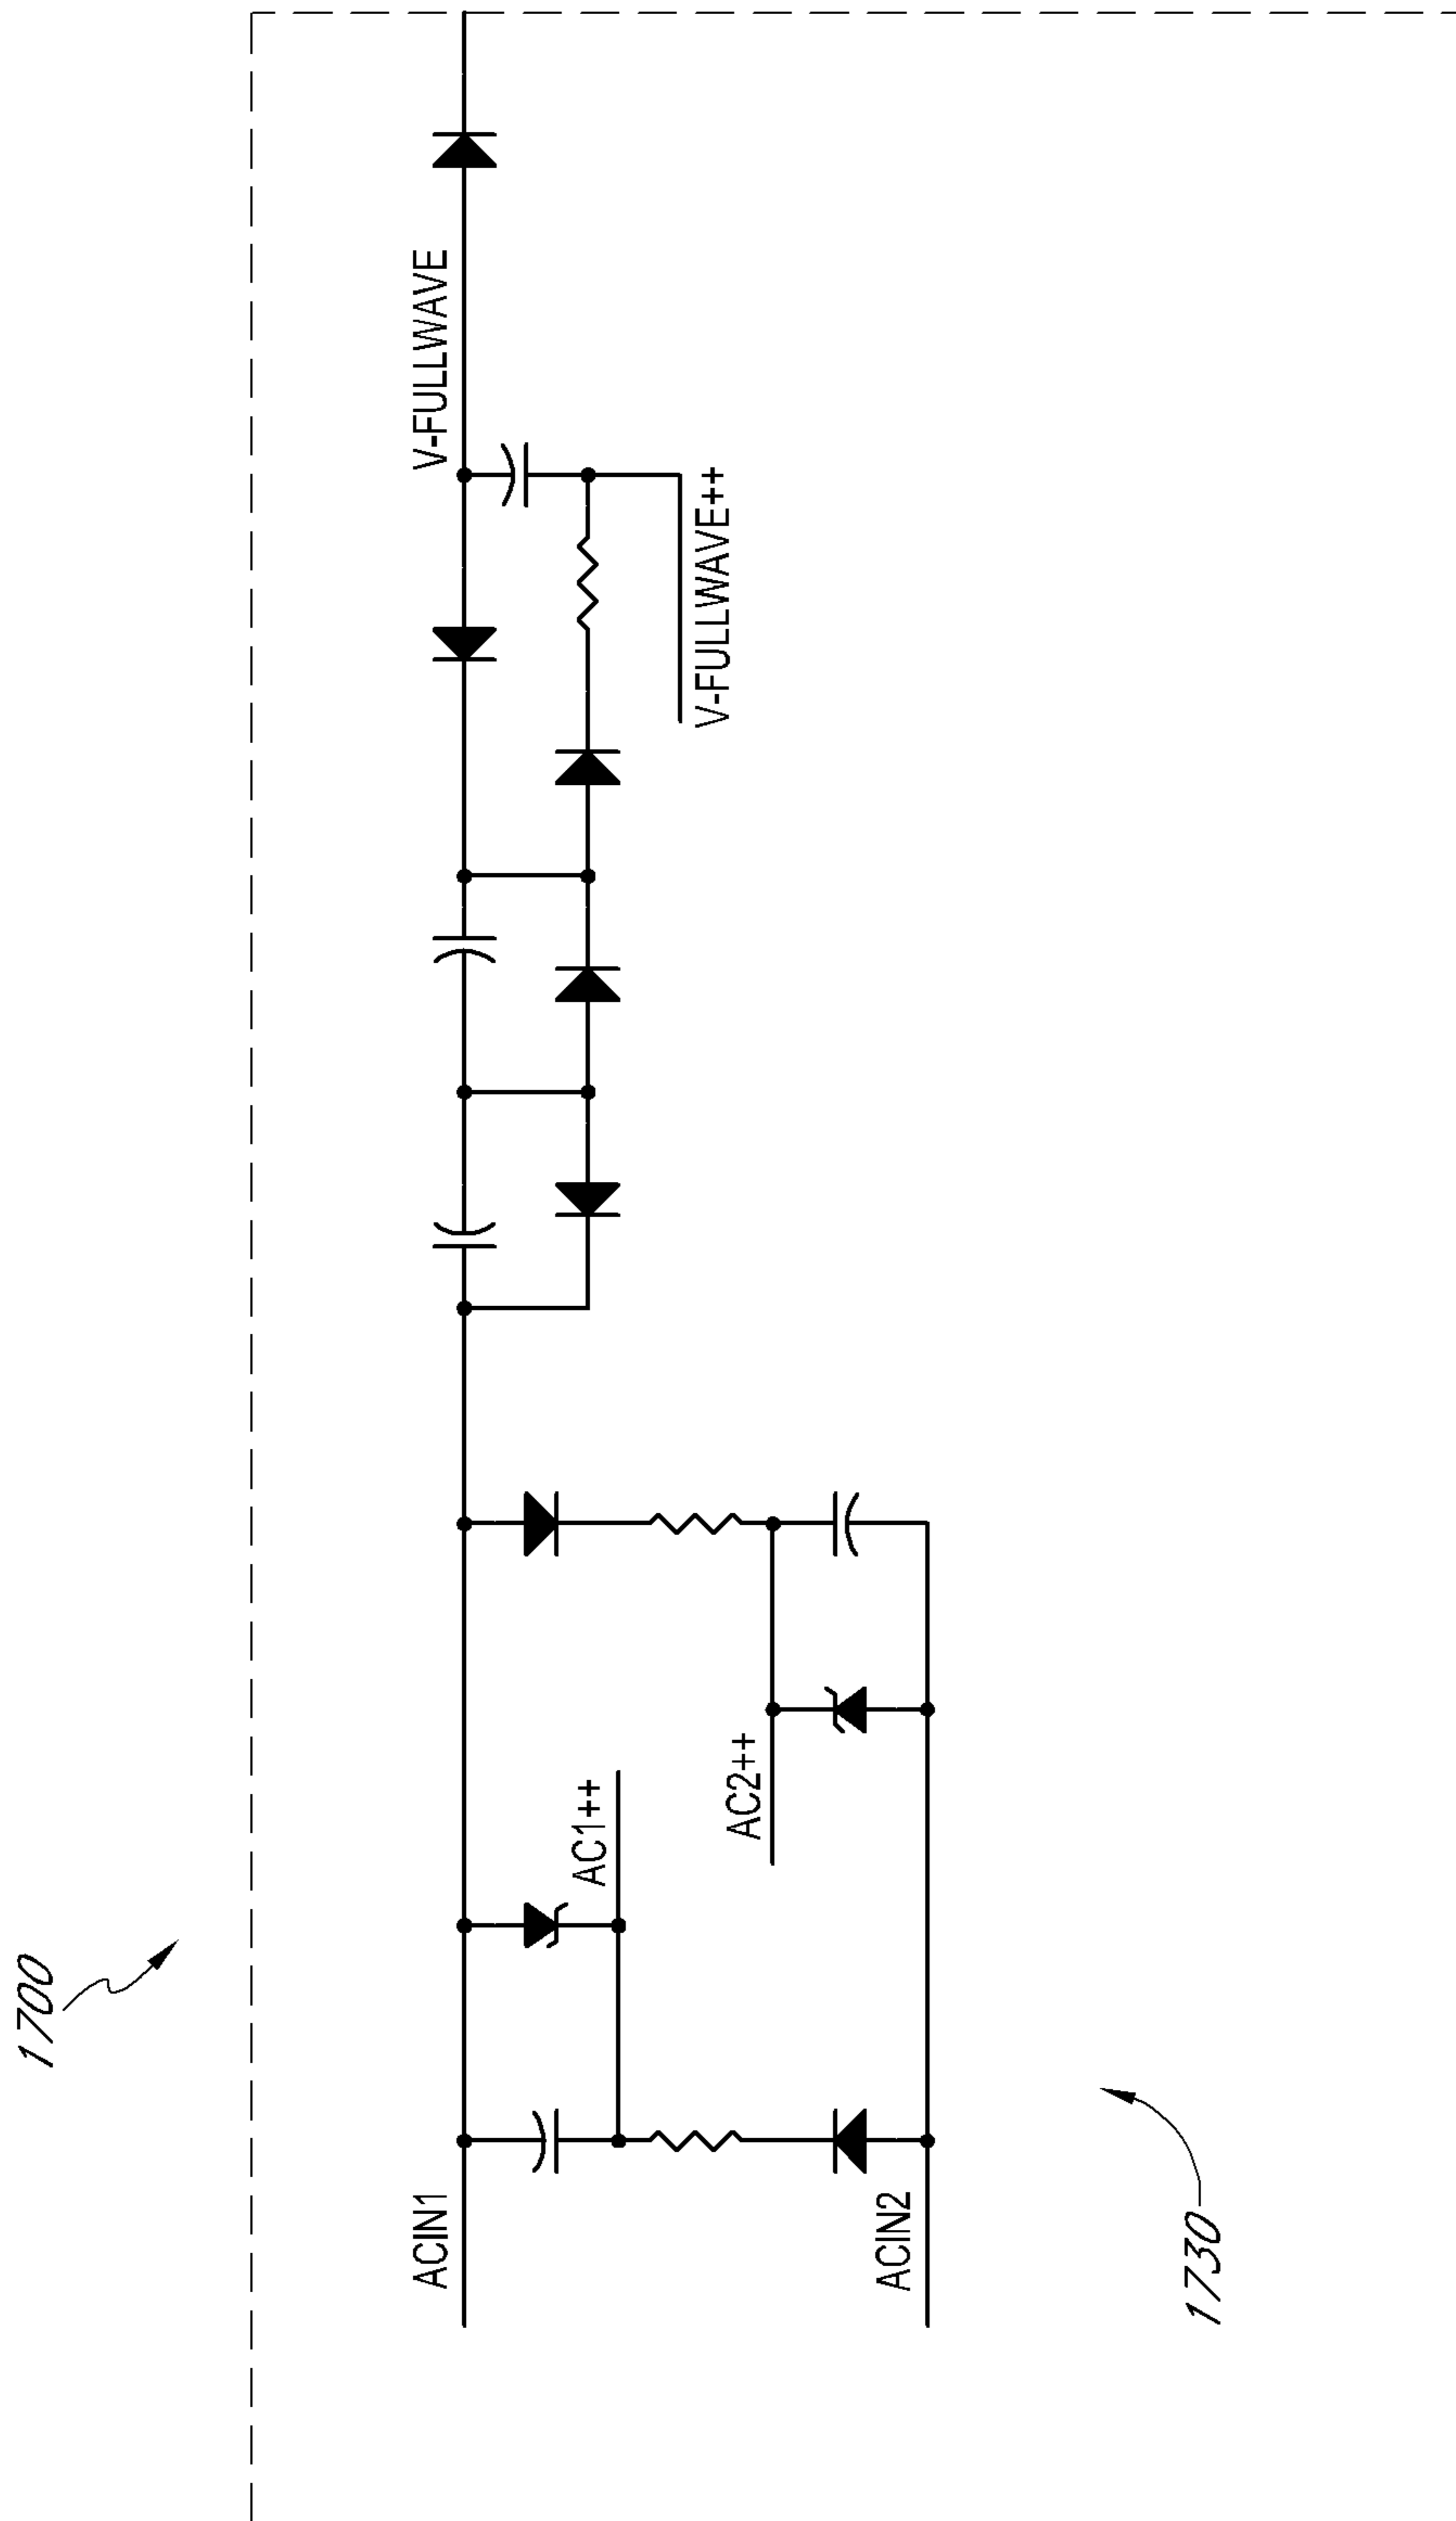 1700
ACIN1
AC1++
V-FULLWAVE
V-FULLWAVE++
AC2++
ACIN2
1730